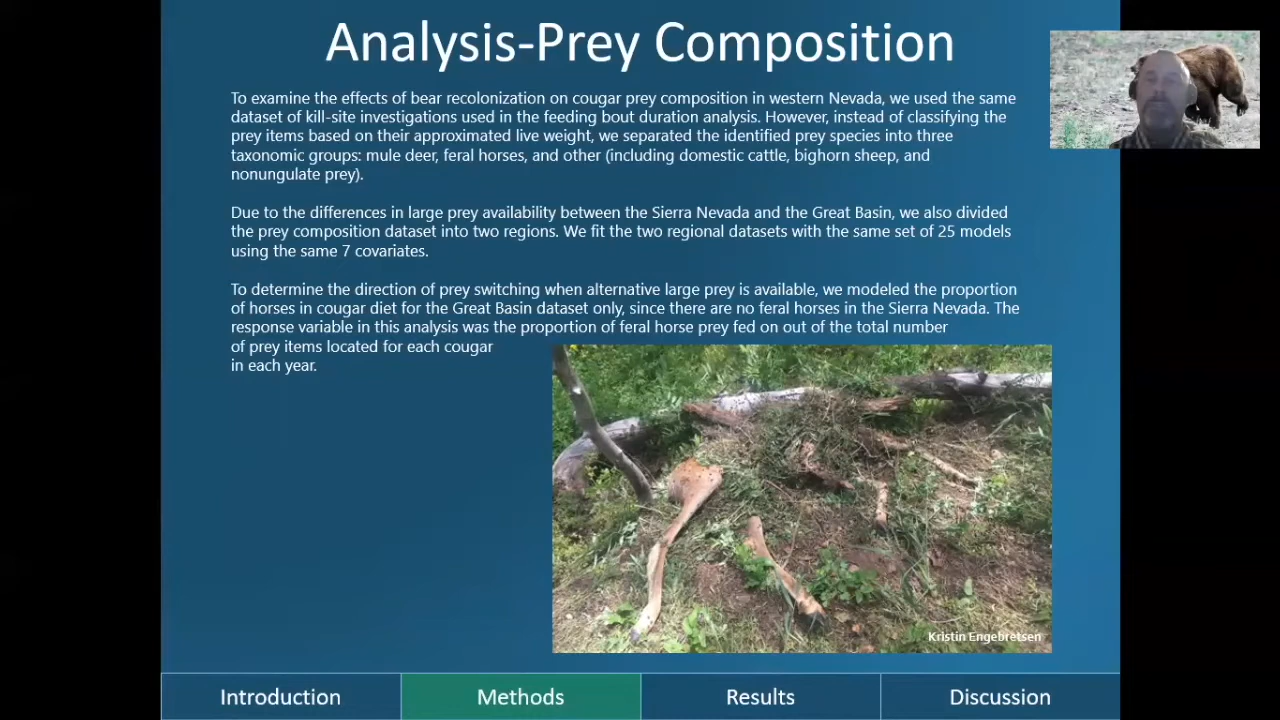 Analysis-Prey Composition
To examine the effects of bear recolonization on cougar prey composition in western Nevada, we used the same
dataset of kill-site investigations used in the feeding bout duration analysis. However, instead of classifying the
prey items based on their approximated live weight, we separated the identified prey species into three
taxonomic groups: mule deer, feral horses, and other (including domestic cattle, bighorn sheep, and
nonungulate prey).
Due to the differences in large prey availability between the Sierra Nevada and the Great Basin, we also divided
the prey composition dataset into two regions. We fit the two regional datasets with the same set of 25 models
using the same 7 covariates.
To determine the direction of prey switching when alternative large prey is available, we modeled the proportion
of horses in cougar diet for the Great Basin dataset only, since there are no feral horses in the Sierra Nevada. The
response variable in this analysis was the proportion of feral horse prey fed on out of the total number
of prey items located for each cougar
in each year.
Kristin Engebretsen
Introduction
Methods
Results
Discussion